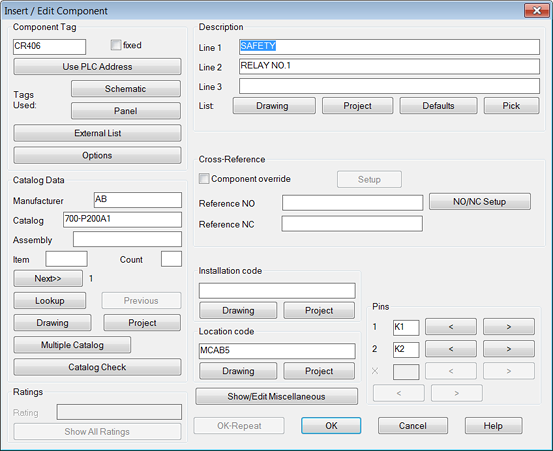 Insert / Edit Component
Component Tag
CR406
fixed
Use PLC Address
Tags Used:
Schematic
Panel
External List
Options
Description
Line 1 SAFETY
Line 2 RELAY NO.1
Line 3
List: Drawing Project Defaults Pick
Cross-Reference
Component override Setup
Reference NO NO/NC Setup
Reference NC
Catalog Data
Manufacturer AB
Catalog 700-P200A1
Assembly
Item Count
Next>> 1
Lookup Previous
Drawing Project
Multiple Catalog
Catalog Check
Ratings
Rating
Show All Ratings
Installation code
Drawing Project
Location code
MCAB5
Drawing Project
Show/Edit Miscellaneous
Pins
1 K1 < >
2 K2 < >
X < >
< >
OK-Repeat OK Cancel Help